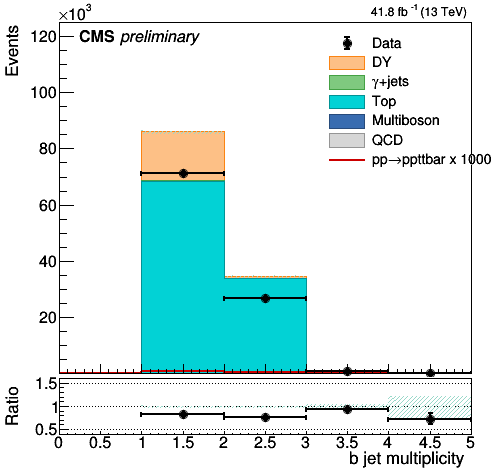 ×10³
41.8 fb⁻¹ (13 TeV)
CMS preliminary
Events
120
100
80
60
40
20
Data
DY
γ+jets
Top
Multiboson
QCD
pp→ppttbar x 1000
Ratio
1.5
1
0.5
0 0.5 1 1.5 2 2.5 3 3.5 4 4.5 5
b jet multiplicity